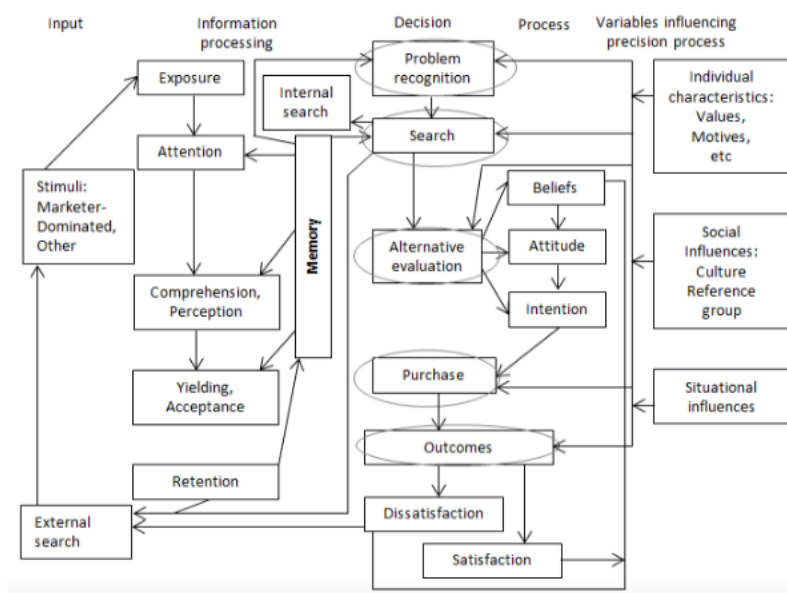 Input
Information
processing
Decision
Process
Variables influencing
precision process
Exposure
Attention
Stimuli:
Marketer-
Dominated,
Other
Comprehension,
Perception
Yielding,
Acceptance
Retention
External
search
Internal
search
Memory
Problem
recognition
Search
Alternative
evaluation
Beliefs
Attitude
Intention
Purchase
Outcomes
Dissatisfaction
Satisfaction
Individual
characteristics:
Values,
Motives,
etc
Social
Influences:
Culture
Reference
group
Situational
influences